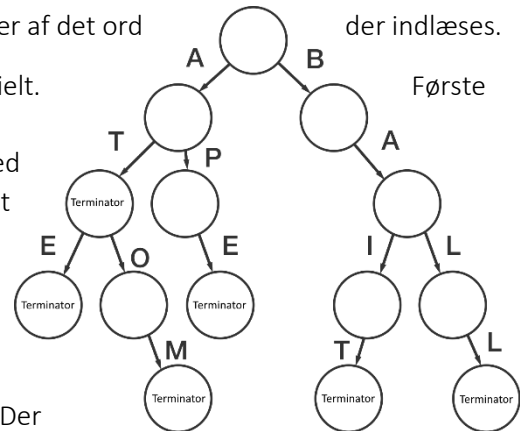 er af det ord der indlæses.
A B
ielt. Første
T P A
ed
Terminator
t
E O E I L
Terminator Terminator
M T L
Terminator Terminator Terminator
Der